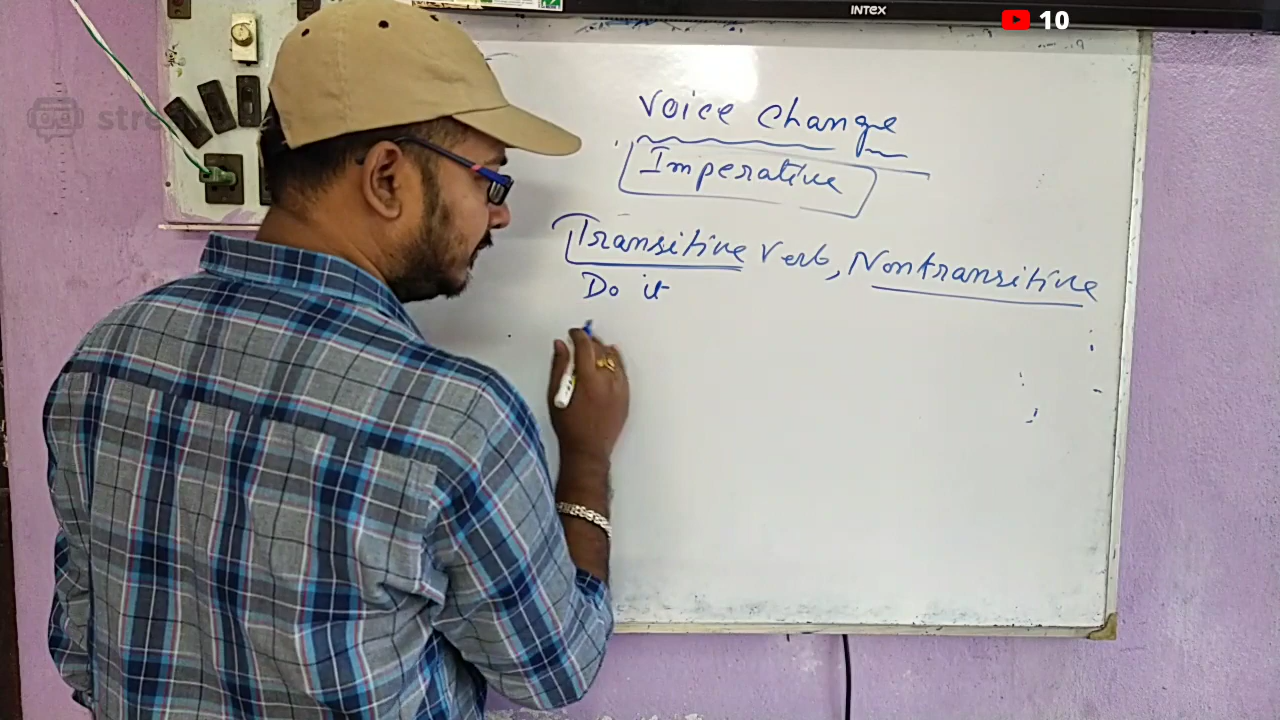 INTEX
10
voice change
Imperative
Transitive Verb, Nontransitive
Do it